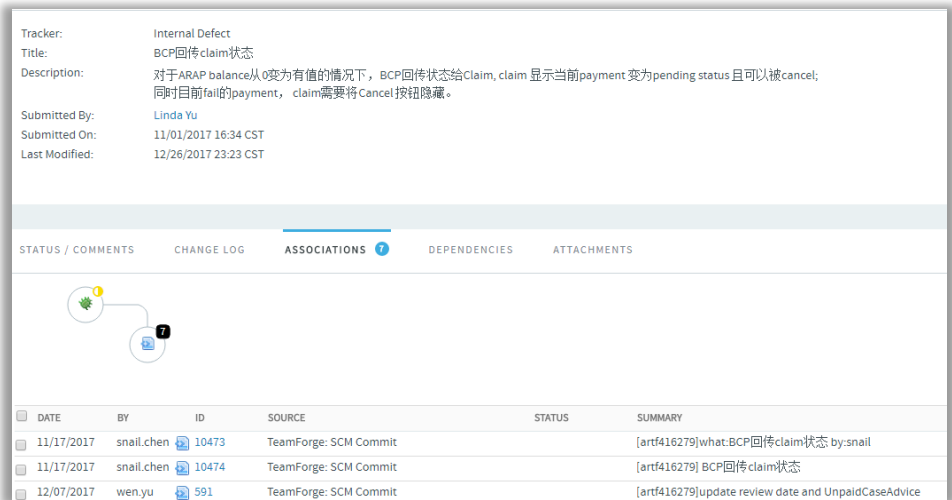 Tracker: Internal Defect
Title: BCP回传claim状态
Description: 对于ARAP balance从0变为有值的情况下，BCP回传状态给Claim, claim 显示当前payment 变为pending status 且可以被cancel;
同时目前fail的payment， claim需要将Cancel 按钮隐藏。
Submitted By: Linda Yu
Submitted On: 11/01/2017 16:34 CST
Last Modified: 12/26/2017 23:23 CST
STATUS / COMMENTS CHANGE LOG ASSOCIATIONS 7 DEPENDENCIES ATTACHMENTS
7
DATE BY ID SOURCE STATUS SUMMARY
11/17/2017 snail.chen 10473 TeamForge: SCM Commit [artf416279]what:BCP回传claim状态 by:snail
11/17/2017 snail.chen 10474 TeamForge: SCM Commit [artf416279] BCP回传claim状态
12/07/2017 wen.yu 591 TeamForge: SCM Commit [artf416279]update review date and UnpaidCaseAdvice